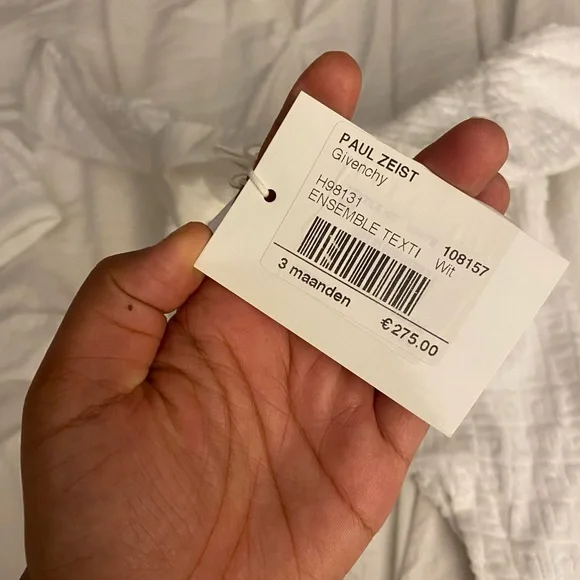 PAUL ZEIST
Givenchy
H98131 108157
ENSEMBLE TEXTI Wit
3 maanden
€275.00